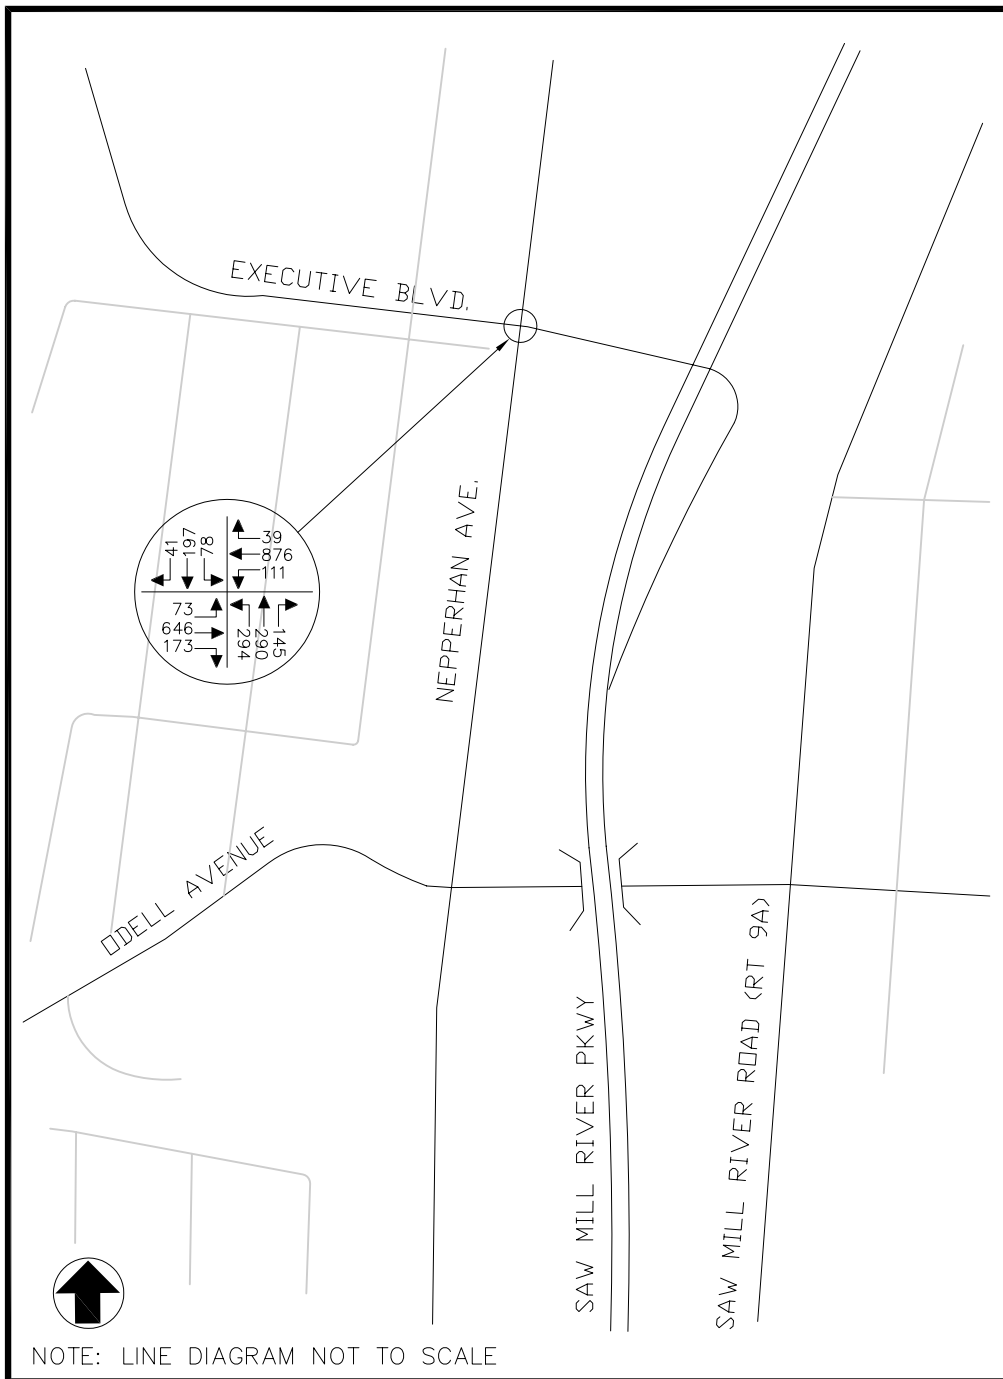 EXECUTIVE BLVD.
NEPPERHAN AVE.
41
197
78
39
876
111
73
646
173
294
290
145
ODELL AVENUE
SAW MILL RIVER PKWY
SAW MILL RIVER ROAD (RT 9A)
NOTE: LINE DIAGRAM NOT TO SCALE